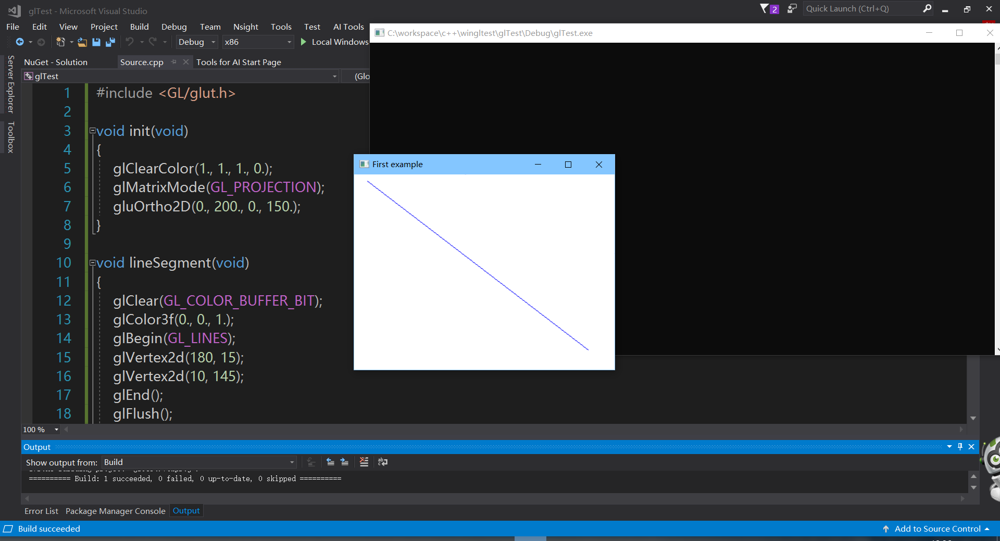 glTest - Microsoft Visual Studio
2
Quick Launch (Ctrl+Q)
File Edit View Project Build Debug Team Nsight Tools Test AI Tools
Debug x86 Local Windows
C:\workspace\c++\wingltest\glTest\Debug\glTest.exe
Server Explorer
Toolbox
NuGet - Solution Source.cpp Tools for AI Start Page
glTest (Glo
1 #include <GL/glut.h>
2
3 void init(void)
4 {
5 glClearColor(1., 1., 1., 0.);
6 glMatrixMode(GL_PROJECTION);
7 gluOrtho2D(0., 200., 0., 150.);
8 }
9
10 void lineSegment(void)
11 {
12 glClear(GL_COLOR_BUFFER_BIT);
13 glColor3f(0., 0., 1.);
14 glBegin(GL_LINES);
15 glVertex2d(180, 15);
16 glVertex2d(10, 145);
17 glEnd();
18 glFlush();
First example
100 %
Output
Show output from: Build
========== Build: 1 succeeded, 0 failed, 0 up-to-date, 0 skipped ==========
Error List Package Manager Console Output
Build succeeded
Add to Source Control